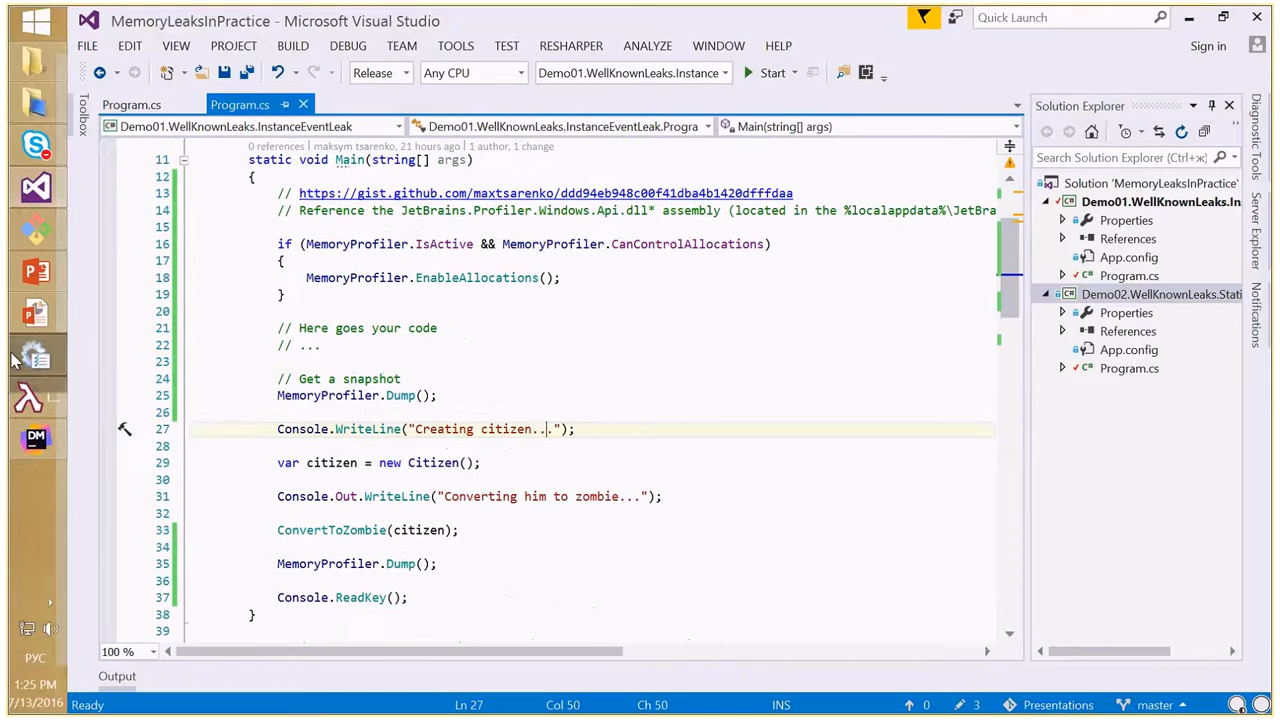 MemoryLeaksInPractice - Microsoft Visual Studio
Quick Launch
FILE EDIT VIEW PROJECT BUILD DEBUG TEAM TOOLS TEST RESHARPER ANALYZE WINDOW HELP
Sign in
Release Any CPU Demo01.WellKnownLeaks.Instance Start
Toolbox
Program.cs Program.cs
Demo01.WellKnownLeaks.InstanceEventLeak Demo01.WellKnownLeaks.InstanceEventLeak.Progra Main(string[] args)
0 references | maksym tsarenko, 21 hours ago | 1 author, 1 change
11 static void Main(string[] args)
12 {
13 // https://gist.github.com/maxtsarenko/ddd94eb948c00f41dba4b1420dfffdaa
14 // Reference the JetBrains.Profiler.Windows.Api.dll* assembly (located in the %localappdata%\JetBra
15
16 if (MemoryProfiler.IsActive && MemoryProfiler.CanControlAllocations)
17 {
18 MemoryProfiler.EnableAllocations();
19 }
20
21 // Here goes your code
22 // ...
23
24 // Get a snapshot
25 MemoryProfiler.Dump();
26
27 Console.WriteLine("Creating citizen...");
28
29 var citizen = new Citizen();
30
31 Console.Out.WriteLine("Converting him to zombie...");
32
33 ConvertToZombie(citizen);
34
35 MemoryProfiler.Dump();
36
37 Console.ReadKey();
38 }
39
100 %
Output
Ready Ln 27 Col 50 Ch 50 INS 0 3 Presentations master
Solution Explorer
Search Solution Explorer (Ctrl+ж)
Solution 'MemoryLeaksInPractice'
Demo01.WellKnownLeaks.In
Properties
References
App.config
Program.cs
Demo02.WellKnownLeaks.Stati
Properties
References
App.config
Program.cs
Diagnostic Tools
Server Explorer
Notifications
DM
РУС
1:25 PM
7/13/2016